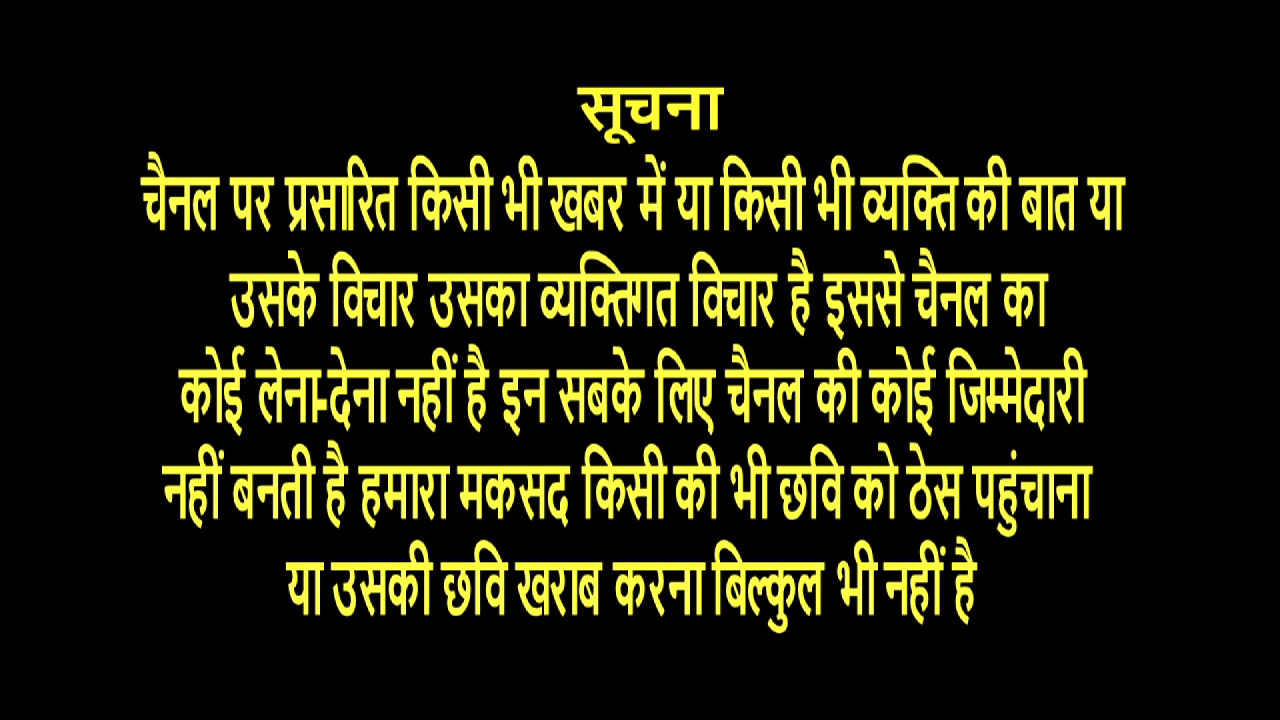 सूचना
चैनल पर प्रसारित किसी भी खबर में या किसी भी व्यक्ति की बात या
उसके विचार उसका व्यक्तिगत विचार है इससे चैनल का
कोई लेना-देना नहीं है इन सबके लिए चैनल की कोई जिम्मेदारी
नहीं बनती है हमारा मकसद किसी की भी छवि को ठेस पहुंचाना
या उसकी छवि खराब करना बिल्कुल भी नहीं है